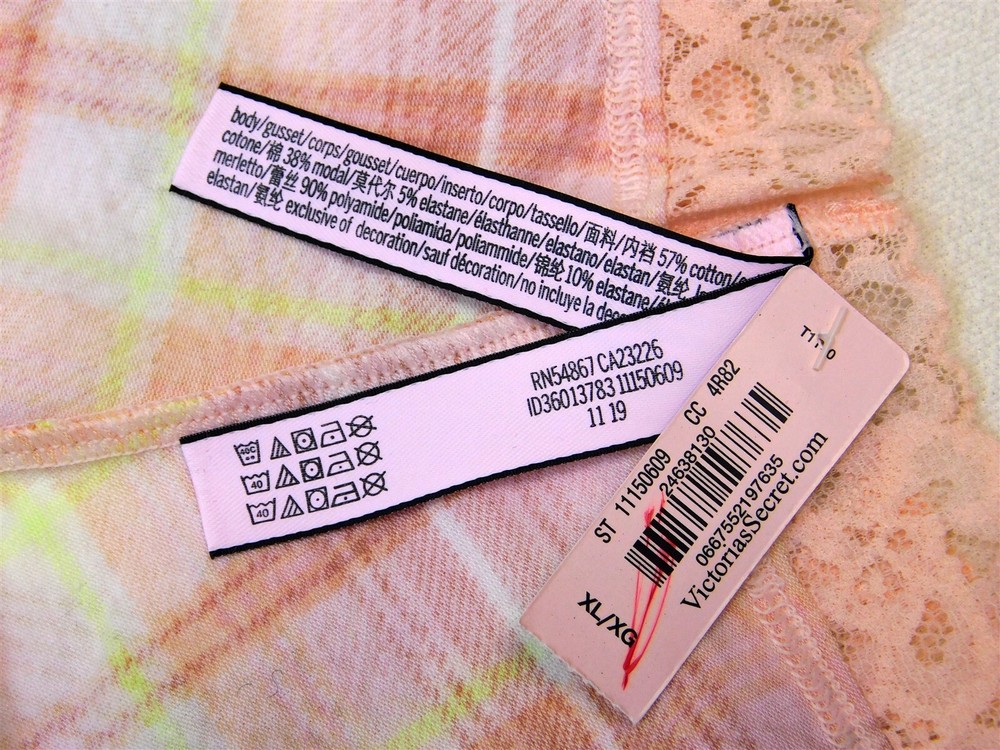 body/gusset/corps/gousset/cuerpo/inserto/corpo/tassello/面料/内裆 57% cotton/
cotone/棉 38% modal/莫代尔 5% elastane/élasthanne/elastano/elastan/氨纶
merletto/蕾丝 90% polyamide/poliamida/poliammide/锦纶 10% elastane/
elastan/氨纶 exclusive of decoration/sauf décoration/no incluye la
RN54867 CA23226
ID36013783 11150609
11 19
40C
40
40
ST 11150609 CC 4R82
24638130
0667552197635
VictoriasSecret.com
XL/XG